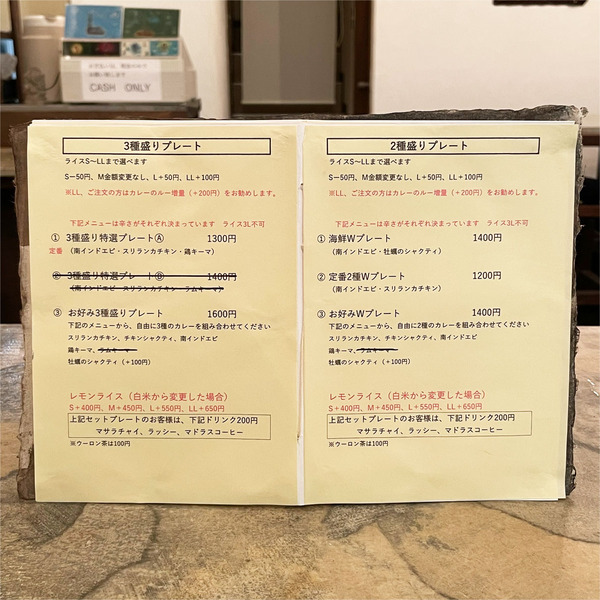 CASH ONLY
3種盛りプレート
ライスS〜LLまで選べます
S−50円、M金額変更なし、L+50円、LL+100円
※LL、ご注文の方はカレーのルー増量（+200円）をお勧めします。
下記メニューは辛さがそれぞれ決まっています　ライス3L不可
① 3種盛り特選プレートⒶ 1300円
定番 （南インドエビ・スリランカチキン・鶏キーマ）
② 3種盛り特選プレートⒷ 1400円
（南インドエビ・スリランカチキン・ラムキーマ）
③ お好み3種盛りプレート 1600円
下記のメニューから、自由に3種のカレーを組み合わせてください
スリランカチキン、チキンシャクティ、南インドエビ
鶏キーマ、ラムキーマ
牡蠣のシャクティ（+100円）
レモンライス（白米から変更した場合）
S+400円、M+450円、L+550円、LL+650円
上記セットプレートのお客様は、下記ドリンク200円
マサラチャイ、ラッシー、マドラスコーヒー
※ウーロン茶は100円
2種盛りプレート
ライスS〜LLまで選べます
S−50円、M金額変更なし、L+50円、LL+100円
※LL、ご注文の方はカレーのルー増量（+200円）をお勧めします。
下記メニューは辛さがそれぞれ決まっています　ライス3L不可
① 海鮮Wプレート 1400円
（南インドエビ・牡蠣のシャクティ）
② 定番2種Wプレート 1200円
（南インドエビ・スリランカチキン）
③ お好みWプレート 1400円
下記のメニューから、自由に2種のカレーを組み合わせてください
スリランカチキン、チキンシャクティ、南インドエビ
鶏キーマ、ラムキーマ
牡蠣のシャクティ（+100円）
レモンライス（白米から変更した場合）
S+400円、M+450円、L+550円、LL+650円
上記セットプレートのお客様は、下記ドリンク200円
マサラチャイ、ラッシー、マドラスコーヒー
※ウーロン茶は100円